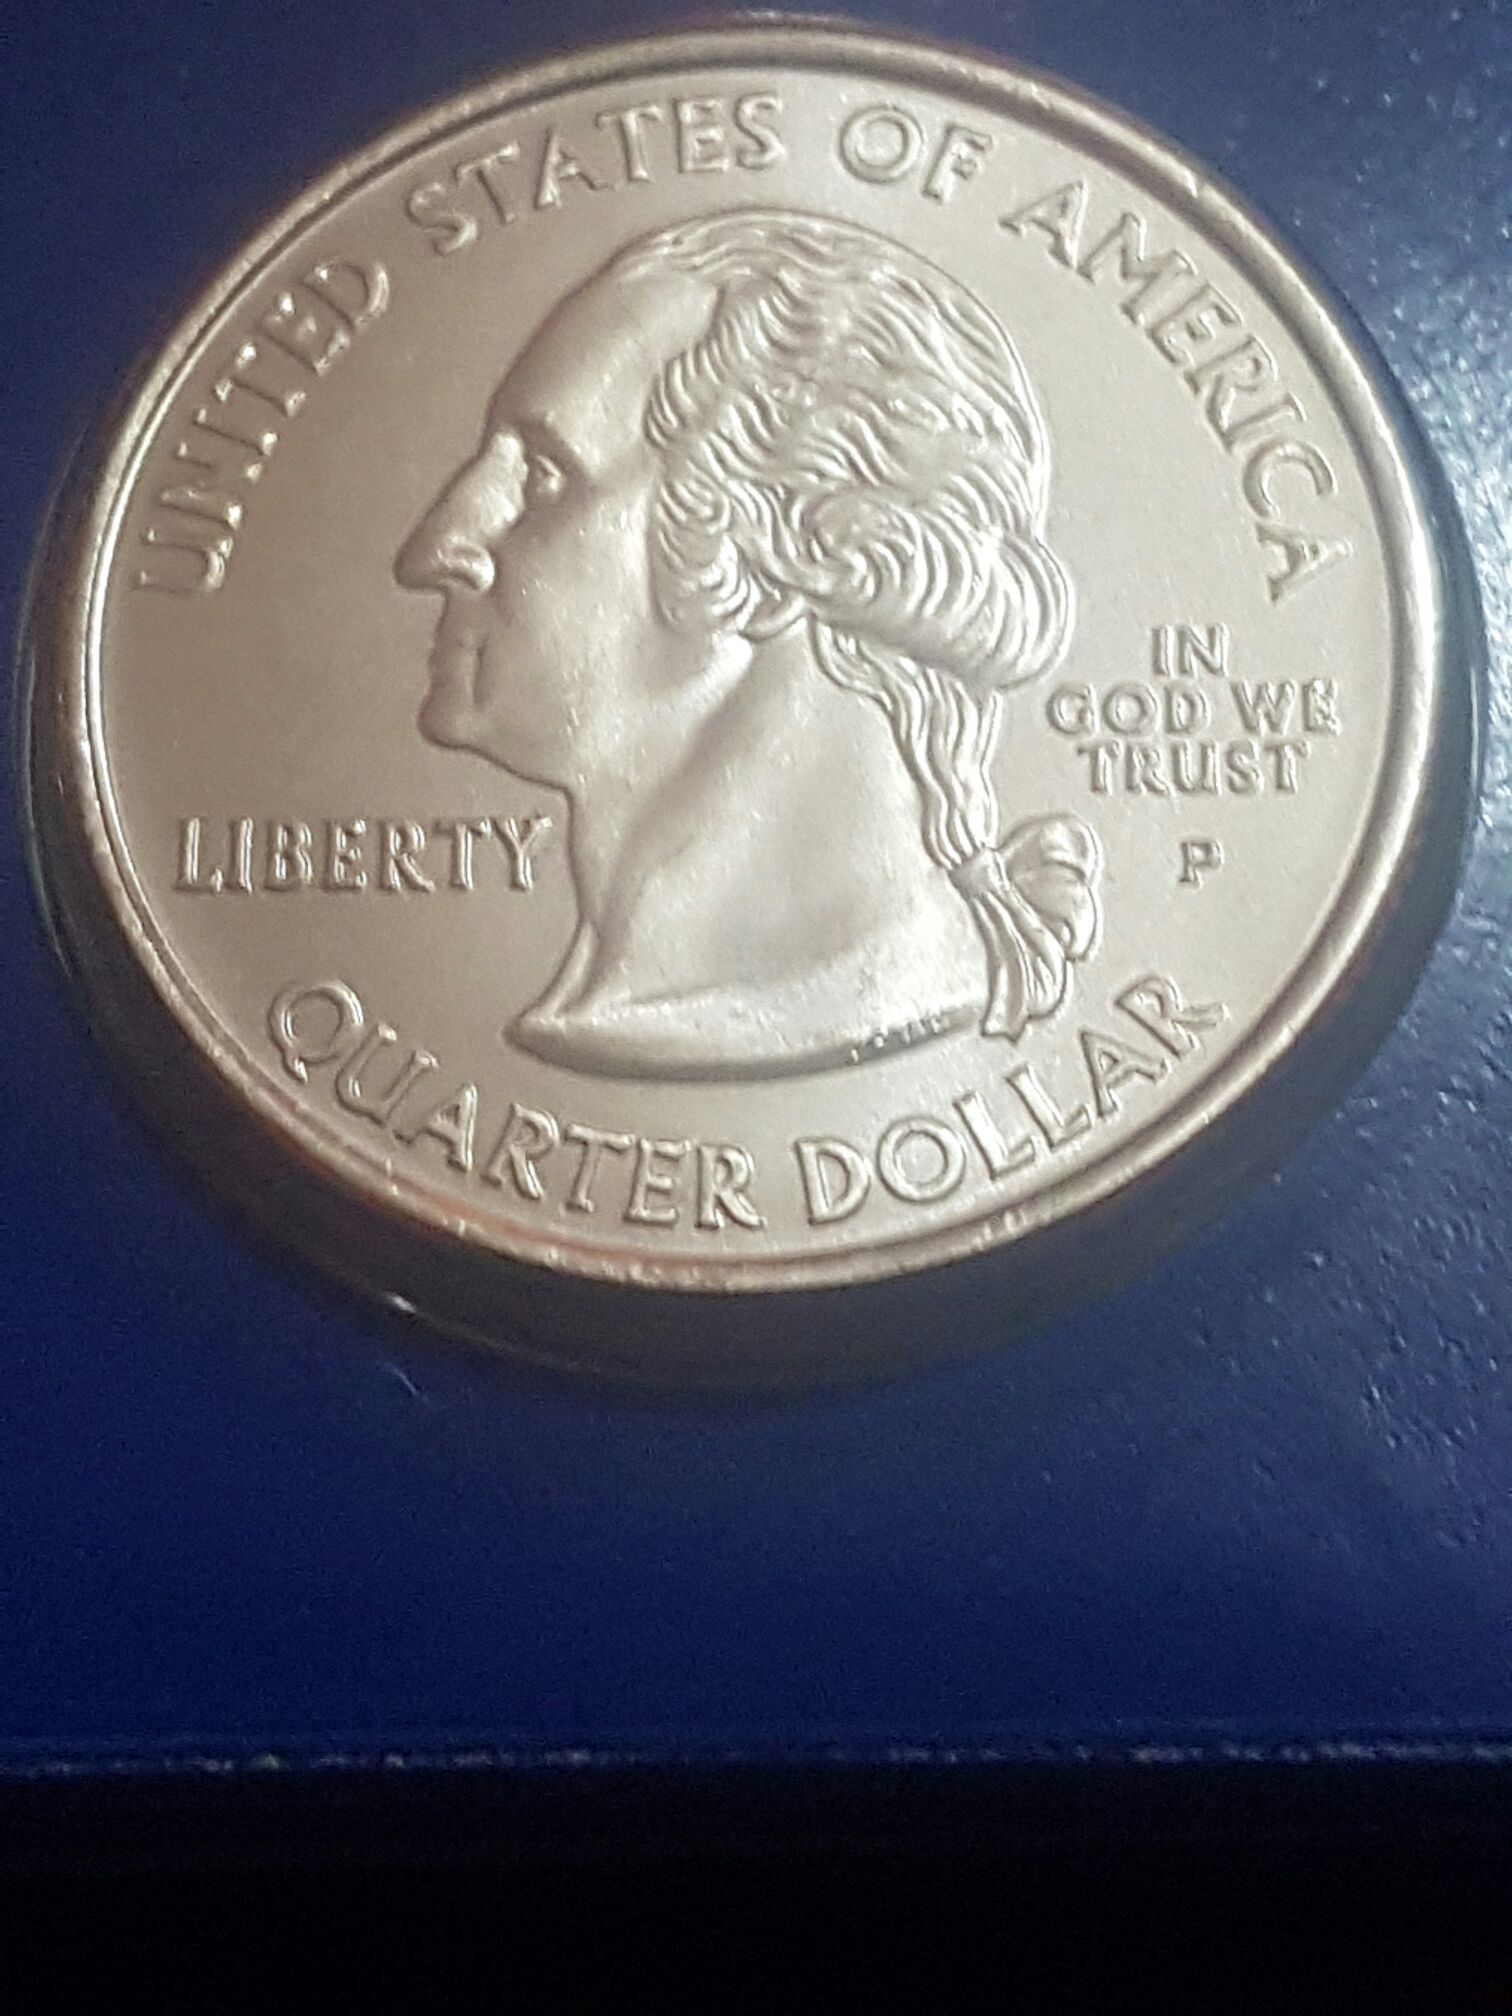 UNITED STATES OF AMERICA
LIBERTY
IN
GOD WE
TRUST
P
QUARTER DOLLAR